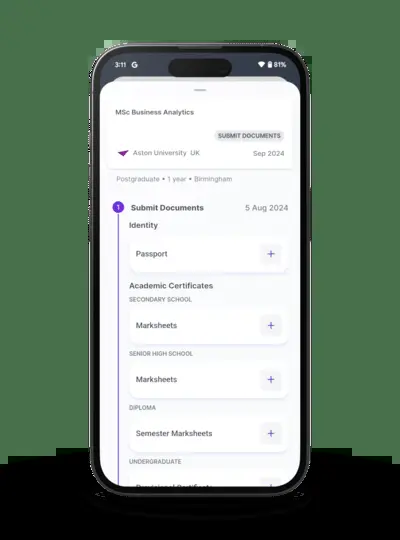 3:11 G 81%
MSc Business Analytics
SUBMIT DOCUMENTS
Aston University UK Sep 2024
Postgraduate • 1 year • Birmingham
1 Submit Documents 5 Aug 2024
Identity
Passport +
Academic Certificates
SECONDARY SCHOOL
Marksheets +
SENIOR HIGH SCHOOL
Marksheets +
DIPLOMA
Semester Marksheets +
UNDERGRADUATE
Provisional Certificate